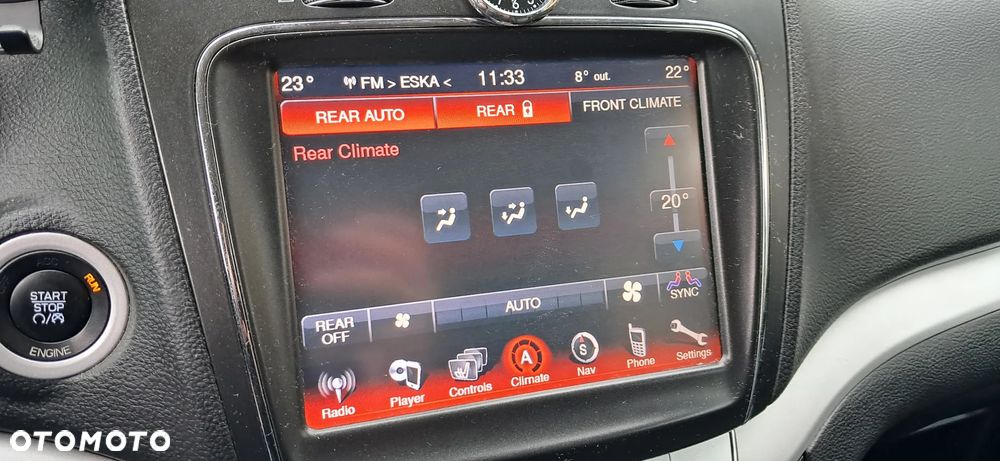 23° FM > ESKA < 11:33 8° out. 22°
REAR AUTO REAR FRONT CLIMATE
Rear Climate
20°
ACC RUN
START
STOP
ENGINE
REAR
OFF
AUTO
SYNC
Radio Player Controls A Climate S Nav Phone Settings
OTOMOTO